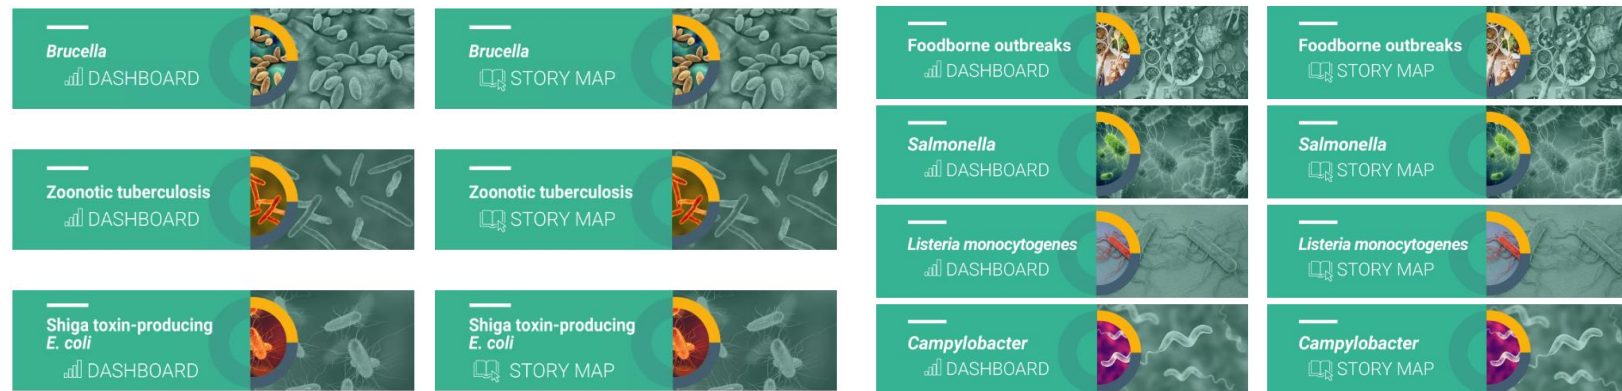 Brucella
DASHBOARD
Brucella
STORY MAP
Zoonotic tuberculosis
DASHBOARD
Zoonotic tuberculosis
STORY MAP
Shiga toxin-producing
E. coli
DASHBOARD
Shiga toxin-producing
E. coli
STORY MAP
Foodborne outbreaks
DASHBOARD
Foodborne outbreaks
STORY MAP
Salmonella
DASHBOARD
Salmonella
STORY MAP
Listeria monocytogenes
DASHBOARD
Listeria monocytogenes
STORY MAP
Campylobacter
DASHBOARD
Campylobacter
STORY MAP